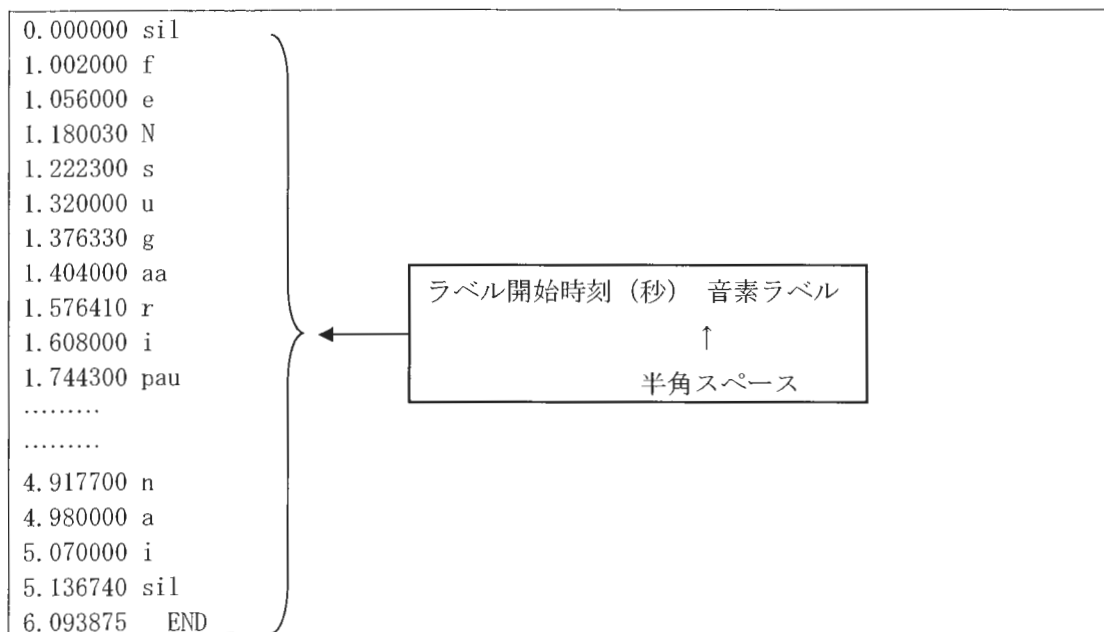 0.000000 sil
1.002000 f
1.056000 e
1.180030 N
1.222300 s
1.320000 u
1.376330 g
1.404000 aa
1.576410 r
1.608000 i
1.744300 pau
………
………
4.917700 n
4.980000 a
5.070000 i
5.136740 sil
6.093875 END
ラベル開始時刻（秒） 音素ラベル
↑
半角スペース